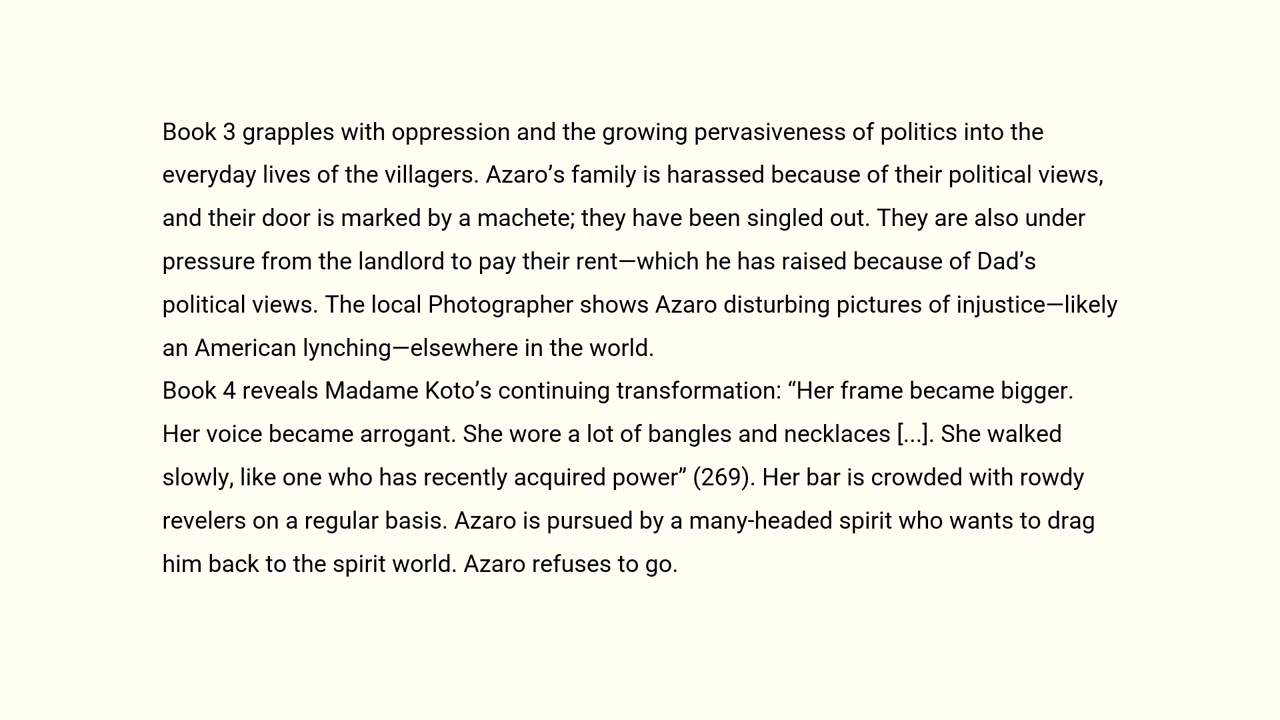 Book 3 grapples with oppression and the growing pervasiveness of politics into the
everyday lives of the villagers. Azaro’s family is harassed because of their political views,
and their door is marked by a machete; they have been singled out. They are also under
pressure from the landlord to pay their rent—which he has raised because of Dad’s
political views. The local Photographer shows Azaro disturbing pictures of injustice—likely
an American lynching—elsewhere in the world.
Book 4 reveals Madame Koto’s continuing transformation: “Her frame became bigger.
Her voice became arrogant. She wore a lot of bangles and necklaces [...]. She walked
slowly, like one who has recently acquired power” (269). Her bar is crowded with rowdy
revelers on a regular basis. Azaro is pursued by a many-headed spirit who wants to drag
him back to the spirit world. Azaro refuses to go.